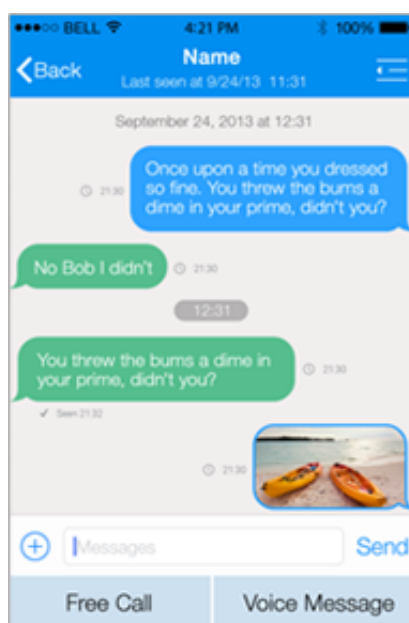 BELL 4:21 PM 100%
Back
Name
Last seen at 9/24/13 11:31
September 24, 2013 at 12:31
Once upon a time you dressed
so fine. You threw the bums a
dime in your prime, didn't you?
21:30
No Bob I didn't
21:30
12:31
You threw the bums a dime in
your prime, didn't you?
21:30
Seen 21:32
21:30
Messages
Send
Free Call
Voice Message